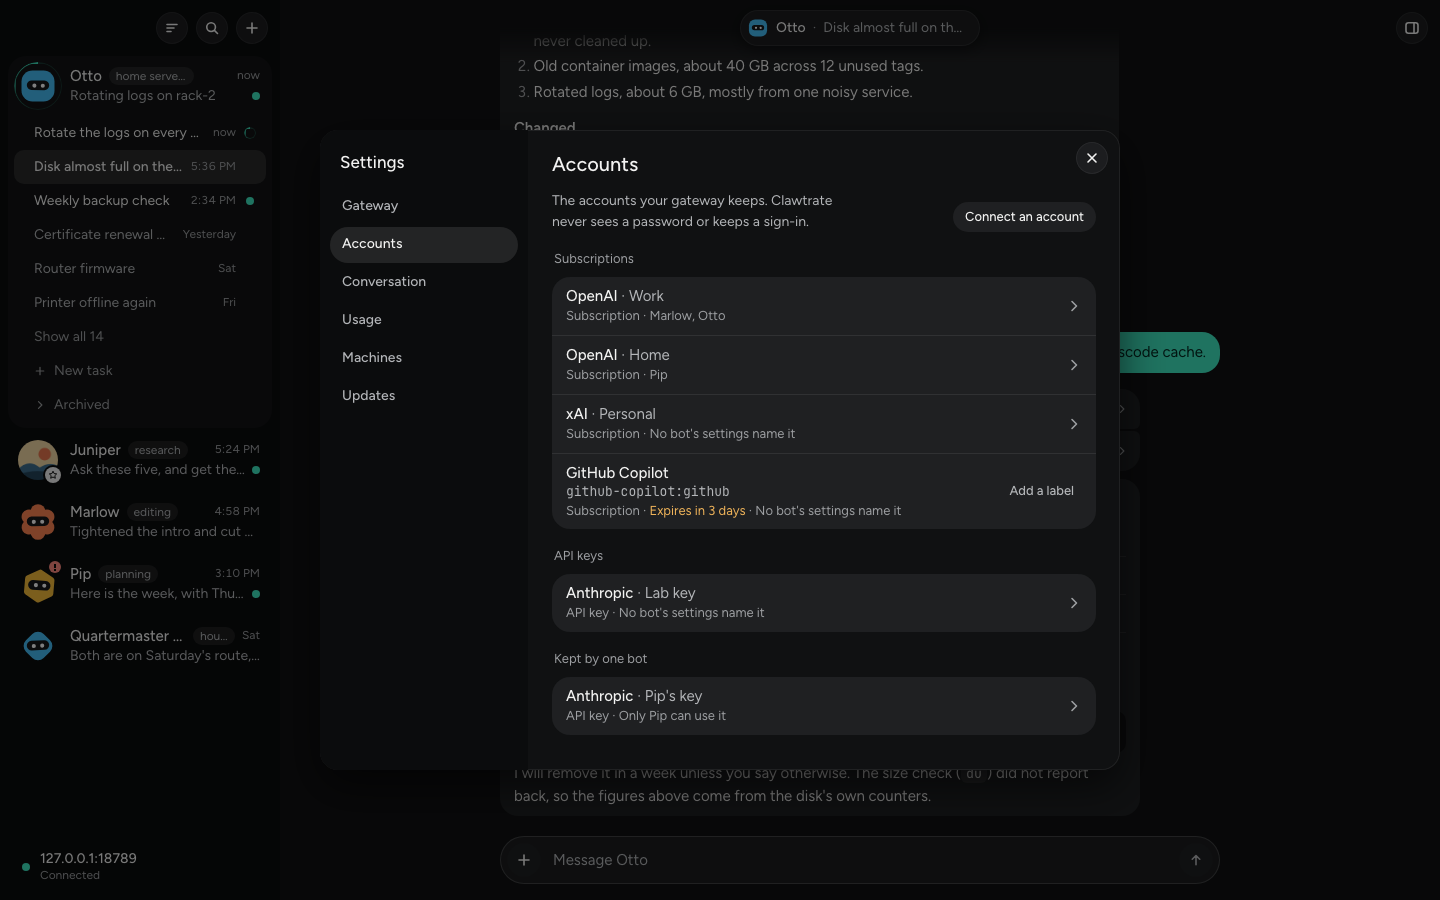 Otto
home serve...
now
Rotating logs on rack-2
Rotate the logs on every ...
now
Disk almost full on the...
5:36 PM
Weekly backup check
2:34 PM
Certificate renewal ...
Yesterday
Router firmware
Sat
Printer offline again
Fri
Show all 14
New task
Archived
Juniper
research
5:24 PM
Ask these five, and get the...
Marlow
editing
4:58 PM
Tightened the intro and cut ...
Pip
planning
3:10 PM
Here is the week, with Thu...
Quartermaster ...
hou...
Sat
Both are on Saturday's route,...
127.0.0.1:18789
Connected
Otto · Disk almost full on th...
never cleaned up.
2. Old container images, about 40 GB across 12 unused tags.
3. Rotated logs, about 6 GB, mostly from one noisy service.
Changed
scode cache.
Settings
Gateway
Accounts
Conversation
Usage
Machines
Updates
Accounts
The accounts your gateway keeps. Clawtrate
never sees a password or keeps a sign-in.
Connect an account
Subscriptions
OpenAI · Work
Subscription · Marlow, Otto
OpenAI · Home
Subscription · Pip
xAI · Personal
Subscription · No bot's settings name it
GitHub Copilot
github-copilot:github
Subscription · Expires in 3 days · No bot's settings name it
Add a label
API keys
Anthropic · Lab key
API key · No bot's settings name it
Kept by one bot
Anthropic · Pip's key
API key · Only Pip can use it
I will remove it in a week unless you say otherwise. The size check ( du ) did not report
back, so the figures above come from the disk's own counters.
Message Otto